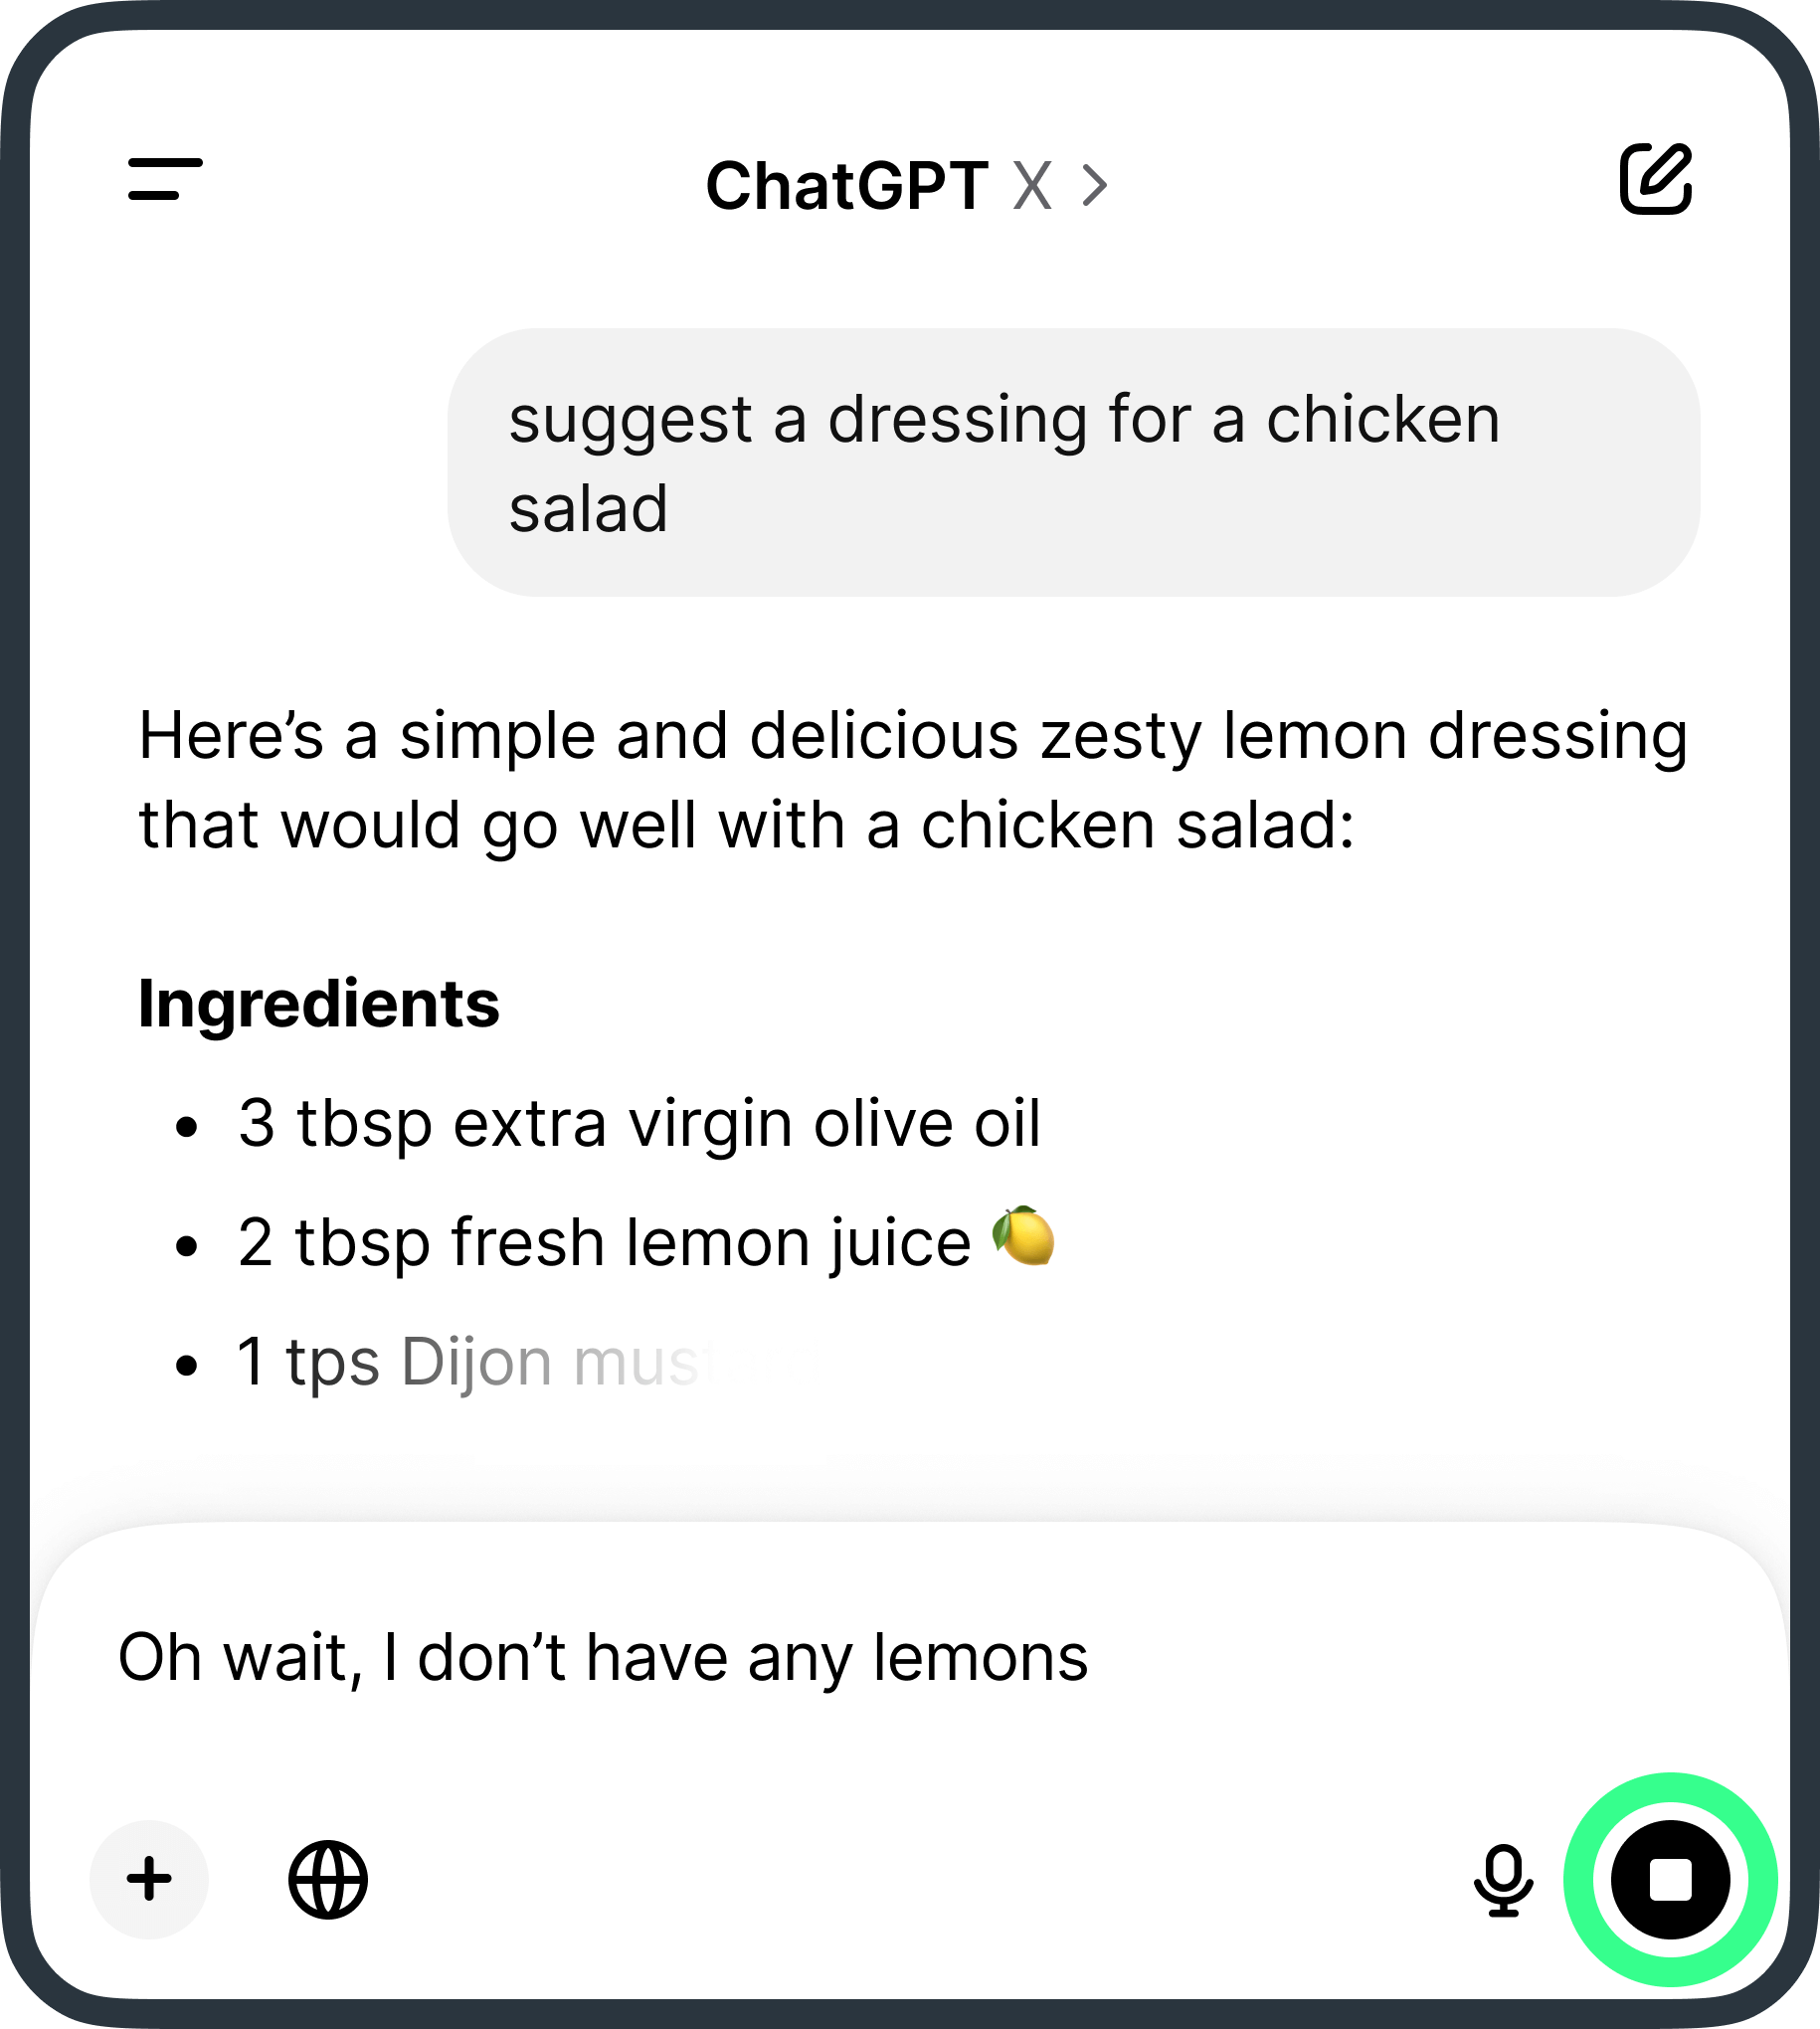 ChatGPT X >
suggest a dressing for a chicken
salad
Here’s a simple and delicious zesty lemon dressing
that would go well with a chicken salad:
Ingredients
• 3 tbsp extra virgin olive oil
• 2 tbsp fresh lemon juice 🍋
• 1 tps Dijon must
Oh wait, I don’t have any lemons